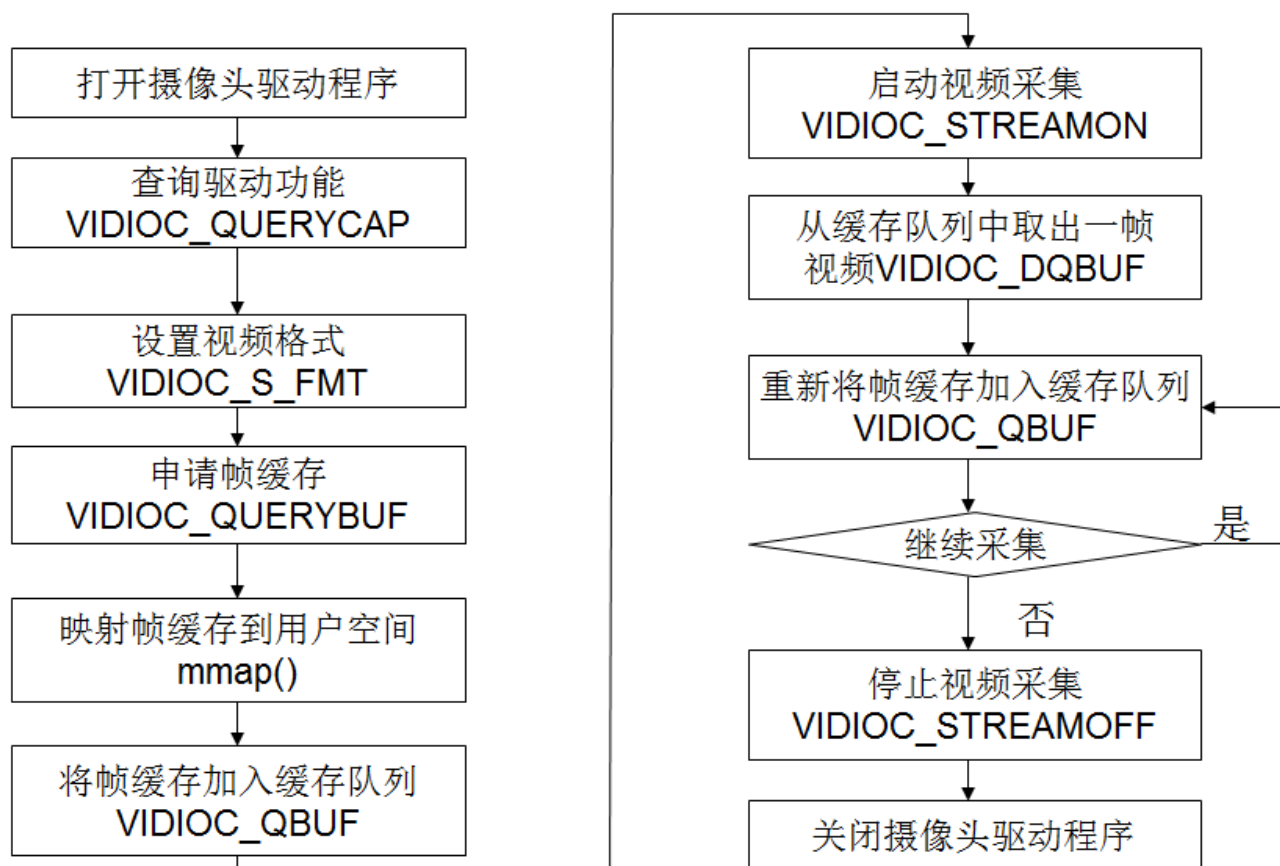 打开摄像头驱动程序
查询驱动功能
VIDIOC_QUERYCAP
设置视频格式
VIDIOC_S_FMT
申请帧缓存
VIDIOC_QUERYBUF
映射帧缓存到用户空间
mmap()
将帧缓存加入缓存队列
VIDIOC_QBUF
启动视频采集
VIDIOC_STREAMON
从缓存队列中取出一帧
视频VIDIOC_DQBUF
重新将帧缓存加入缓存队列
VIDIOC_QBUF
继续采集
是
否
停止视频采集
VIDIOC_STREAMOFF
关闭摄像头驱动程序